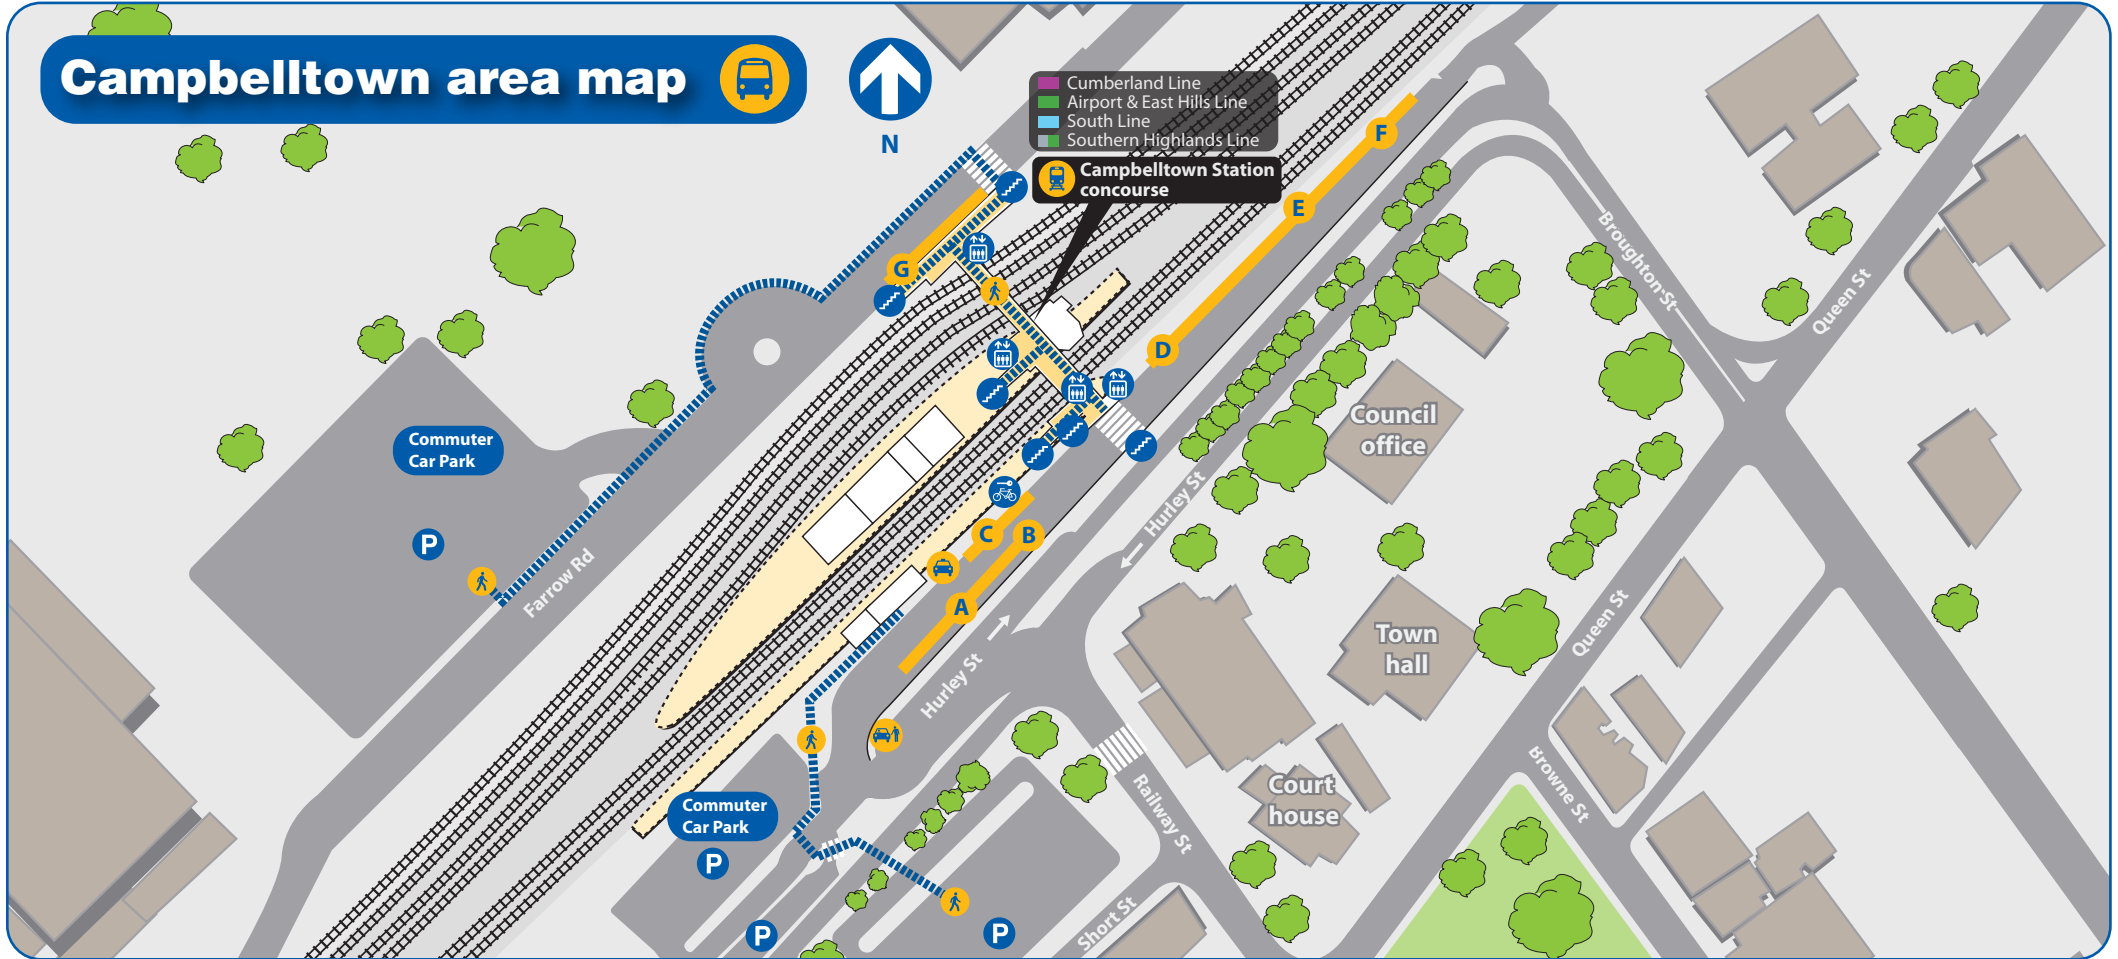 Campbelltown area map
N
Cumberland Line
Airport & East Hills Line
South Line
Southern Highlands Line
Campbelltown Station
concourse
F
E
D
G
C
B
A
Broughton St
Queen St
Council
office
Commuter
Car Park
P
Farrow Rd
Hurley St
Hurley St
Town
hall
Queen St
Court
house
Browne St
Railway St
Commuter
Car Park
P
P
P
Short St